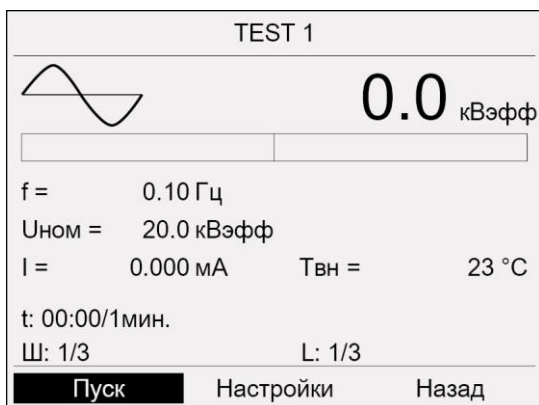 TEST 1
0.0 кВэфф
f = 0.10 Гц
Uном = 20.0 кВэфф
I = 0.000 мА Tвн = 23 °C
t: 00:00/1мин.
Ш: 1/3 L: 1/3
Пуск Настройки Назад